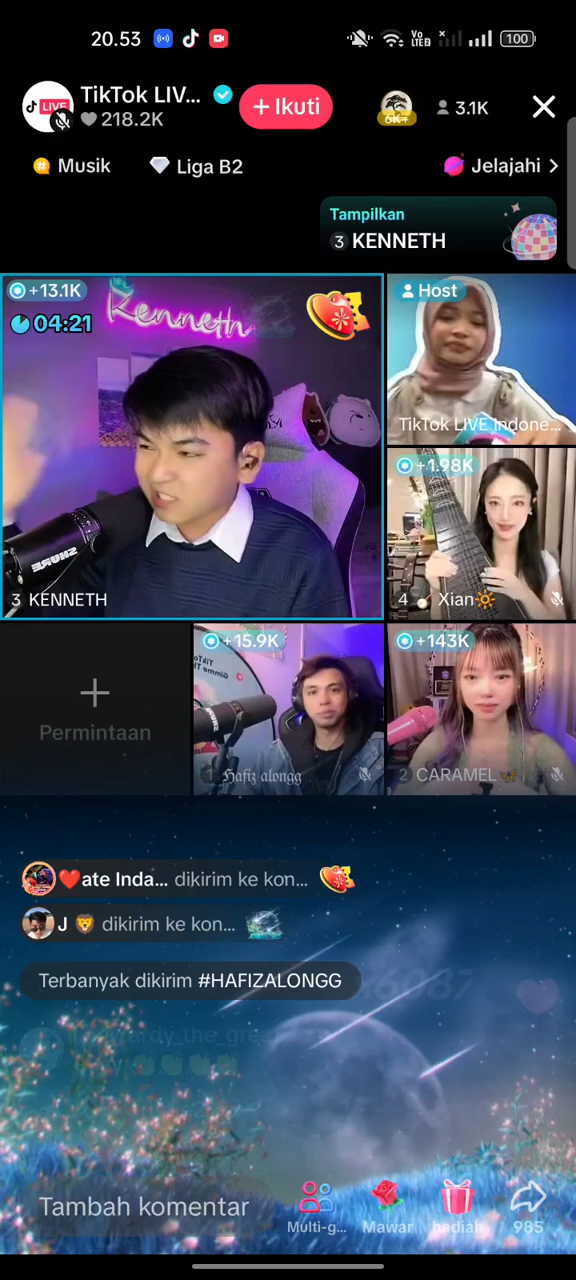 20.53
Vo LTE2
100
TikTok LIV...
218.2K
+ Ikuti
3.1K
Musik
Liga B2
Jelajahi
Tampilkan
3 KENNETH
+13.1K
04:21
Kenneth
SHURE
3 KENNETH
Host
TikTok LIVE Indone...
+1.98K
4 Xian🔆
Permintaan
+15.9K
1 ℌafiz alongg
+143K
2 CARAMEL🦋
❤️ate Inda... dikirim ke kon...
J 🦁 dikirim ke kon...
Terbanyak dikirim #HAFIZALONGG
Tambah komentar
Multi-g...
Mawar
hadiah
985